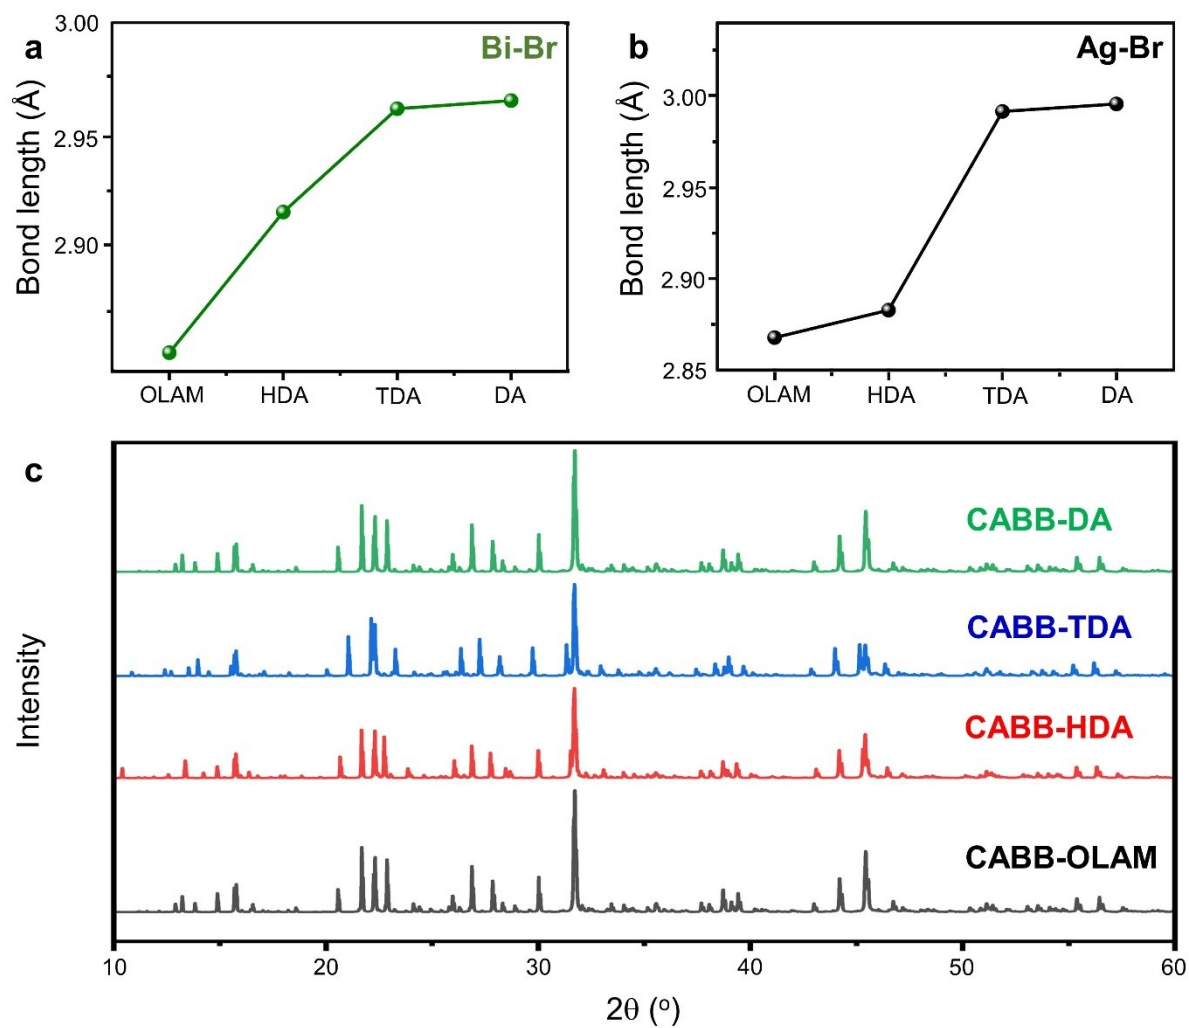 a
Bi-Br
Bond length (Å)
3.00
2.95
2.90
OLAM HDA TDA DA
b
Ag-Br
Bond length (Å)
3.00
2.95
2.90
2.85
OLAM HDA TDA DA
c
Intensity
CABB-DA
CABB-TDA
CABB-HDA
CABB-OLAM
10 20 30 40 50 60
2θ (°)